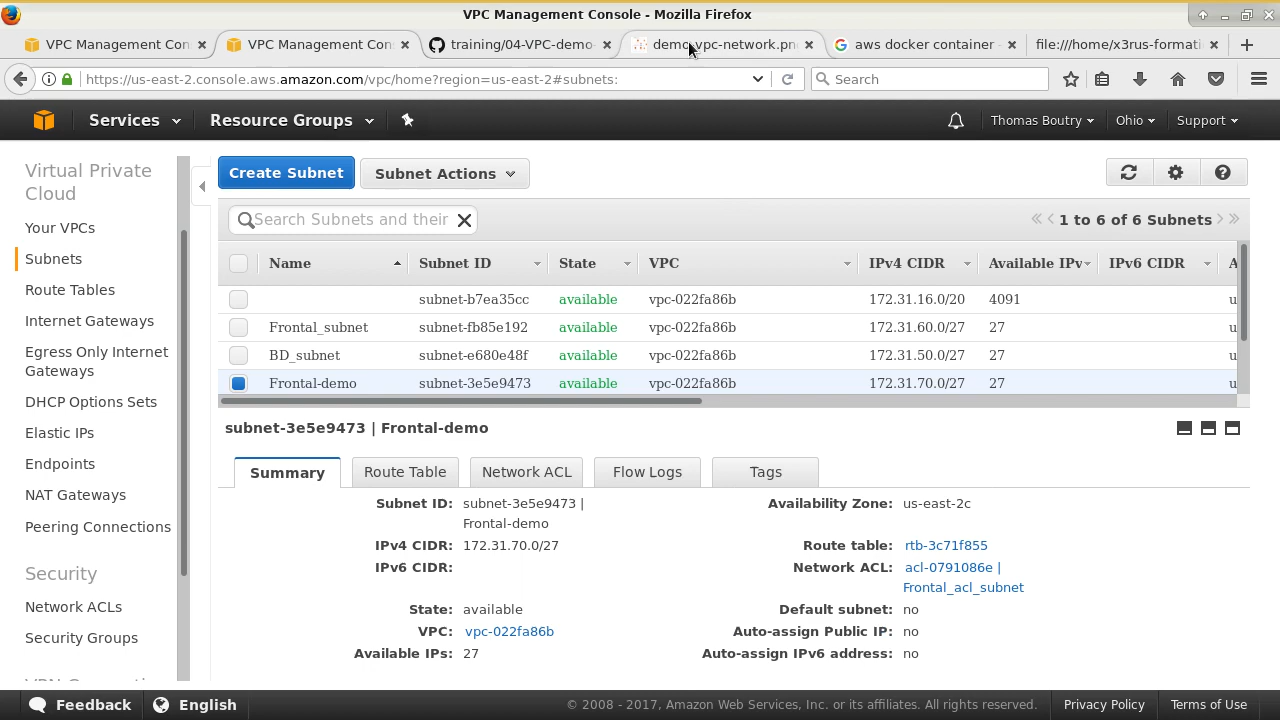 VPC Management Console - Mozilla Firefox
VPC Management Con
VPC Management Con
training/04-VPC-demo-
demo-vpc-network.pn
aws docker container -
file:///home/x3rus-formati
https://us-east-2.console.aws.amazon.com/vpc/home?region=us-east-2#subnets:
Search
Services
Resource Groups
Thomas Boutry
Ohio
Support
Virtual Private
Cloud
Your VPCs
Subnets
Route Tables
Internet Gateways
Egress Only Internet
Gateways
DHCP Options Sets
Elastic IPs
Endpoints
NAT Gateways
Peering Connections
Security
Network ACLs
Security Groups
Create Subnet
Subnet Actions
Search Subnets and their
1 to 6 of 6 Subnets
Name Subnet ID State VPC IPv4 CIDR Available IPv IPv6 CIDR A
subnet-b7ea35cc available vpc-022fa86b 172.31.16.0/20 4091 u
Frontal_subnet subnet-fb85e192 available vpc-022fa86b 172.31.60.0/27 27 u
BD_subnet subnet-e680e48f available vpc-022fa86b 172.31.50.0/27 27 u
Frontal-demo subnet-3e5e9473 available vpc-022fa86b 172.31.70.0/27 27 u
subnet-3e5e9473 | Frontal-demo
Summary
Route Table
Network ACL
Flow Logs
Tags
Subnet ID: subnet-3e5e9473 |
Frontal-demo
Availability Zone: us-east-2c
IPv4 CIDR: 172.31.70.0/27
Route table: rtb-3c71f855
IPv6 CIDR:
Network ACL: acl-0791086e |
Frontal_acl_subnet
State: available
Default subnet: no
VPC: vpc-022fa86b
Auto-assign Public IP: no
Available IPs: 27
Auto-assign IPv6 address: no
Feedback
English
© 2008 - 2017, Amazon Web Services, Inc. or its affiliates. All rights reserved.
Privacy Policy
Terms of Use